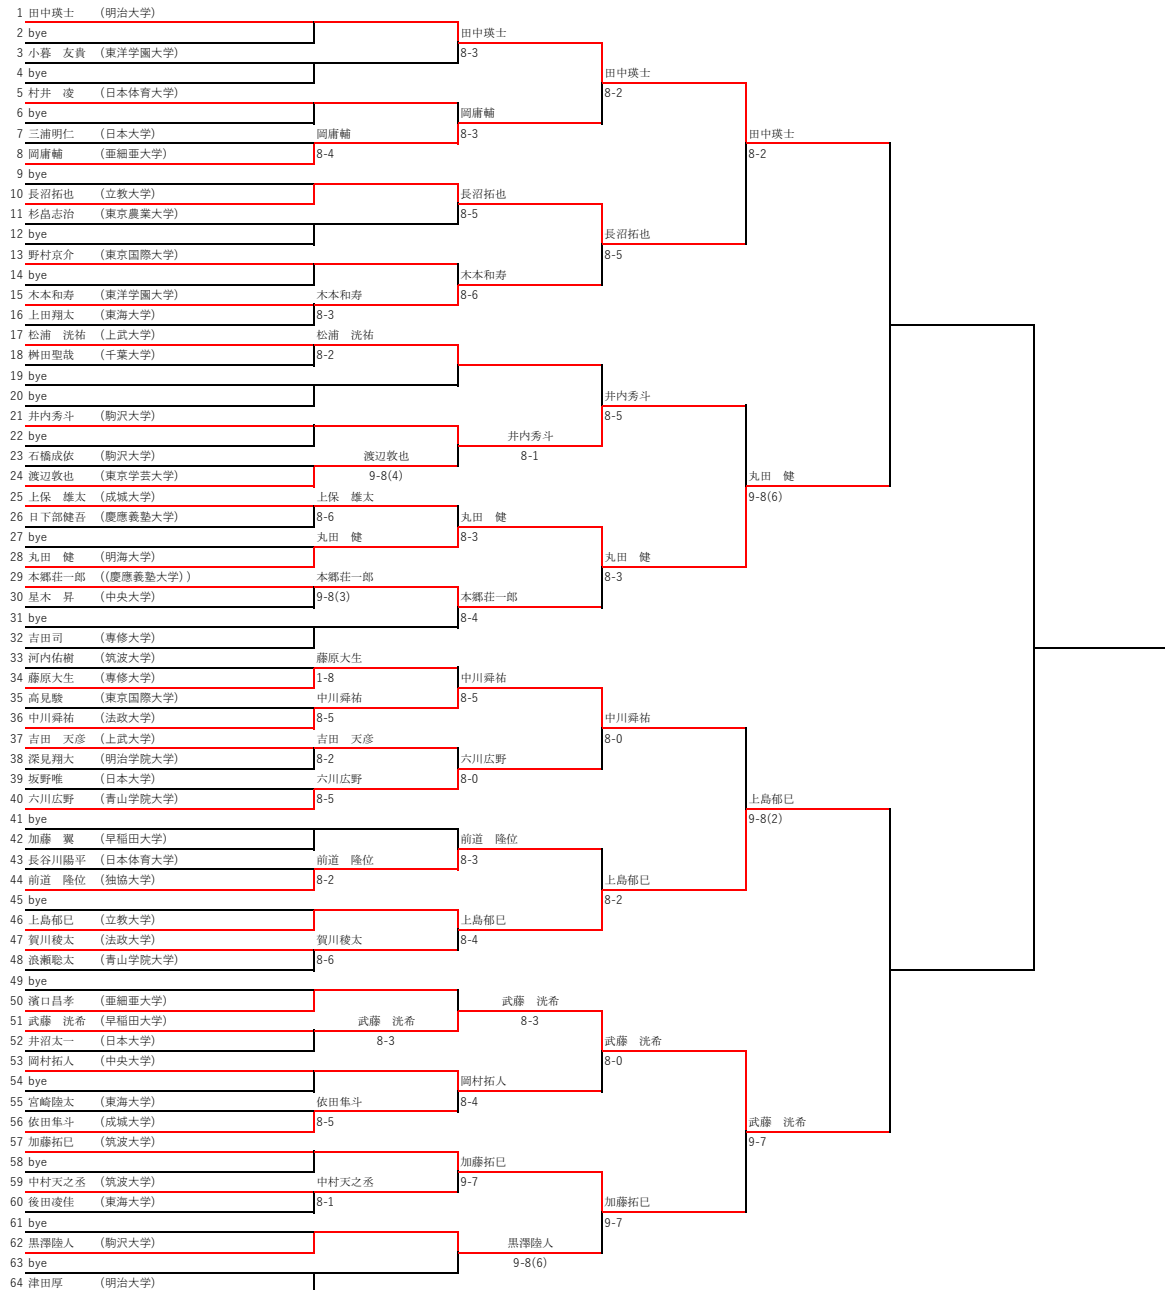 1 田中瑛士 (明治大学)
2 bye
田中瑛士
3 小暮　友貴 (東洋学園大学)
8-3
4 bye
田中瑛士
5 村井　凌 (日本体育大学)
8-2
6 bye
岡庸輔
7 三浦明仁 (日本大学)
岡庸輔
8-3
田中瑛士
8 岡庸輔 (亜細亜大学)
8-4
8-2
9 bye
10 長沼拓也 (立教大学)
長沼拓也
11 杉畠志治 (東京農業大学)
8-5
12 bye
長沼拓也
13 野村京介 (東京国際大学)
8-5
14 bye
木本和寿
15 木本和寿 (東洋学園大学)
木本和寿
8-6
16 上田翔太 (東海大学)
8-3
17 松浦　洸祐 (上武大学)
松浦　洸祐
18 桝田聖哉 (千葉大学)
8-2
19 bye
20 bye
井内秀斗
21 井内秀斗 (駒沢大学)
8-5
22 bye
井内秀斗
23 石橋成依 (駒沢大学)
渡辺敦也
8-1
24 渡辺敦也 (東京学芸大学)
9-8(4)
丸田　健
25 上保　雄太 (成城大学)
上保　雄太
9-8(6)
26 日下部健吾 (慶應義塾大学)
8-6
丸田　健
27 bye
丸田　健
8-3
28 丸田　健 (明海大学)
丸田　健
29 本郷荘一郎 ((慶應義塾大学) )
本郷荘一郎
8-3
30 星木　昇 (中央大学)
9-8(3)
本郷荘一郎
31 bye
8-4
32 吉田司 (専修大学)
33 河内佑樹 (筑波大学)
藤原大生
34 藤原大生 (専修大学)
1-8
中川舜祐
35 高見駿 (東京国際大学)
中川舜祐
8-5
36 中川舜祐 (法政大学)
8-5
中川舜祐
37 吉田　天彦 (上武大学)
吉田　天彦
8-0
38 深見翔大 (明治学院大学)
8-2
六川広野
39 坂野唯 (日本大学)
六川広野
8-0
40 六川広野 (青山学院大学)
8-5
上島郁巳
41 bye
9-8(2)
42 加藤　翼 (早稲田大学)
前道　隆位
43 長谷川陽平 (日本体育大学)
前道　隆位
8-3
44 前道　隆位 (独協大学)
8-2
上島郁巳
45 bye
8-2
46 上島郁巳 (立教大学)
上島郁巳
47 賀川稜太 (法政大学)
賀川稜太
8-4
48 浪瀬聡太 (青山学院大学)
8-6
49 bye
50 濱口昌孝 (亜細亜大学)
武藤　洸希
51 武藤　洸希 (早稲田大学)
武藤　洸希
8-3
52 井沼太一 (日本大学)
8-3
武藤　洸希
53 岡村拓人 (中央大学)
8-0
54 bye
岡村拓人
55 宮崎陸太 (東海大学)
依田隼斗
8-4
56 依田隼斗 (成城大学)
8-5
武藤　洸希
57 加藤拓巳 (筑波大学)
9-7
58 bye
加藤拓巳
59 中村天之丞 (筑波大学)
中村天之丞
9-7
60 後田凌佳 (東海大学)
8-1
加藤拓巳
61 bye
9-7
62 黒澤陸人 (駒沢大学)
黒澤陸人
63 bye
9-8(6)
64 津田厚 (明治大学)